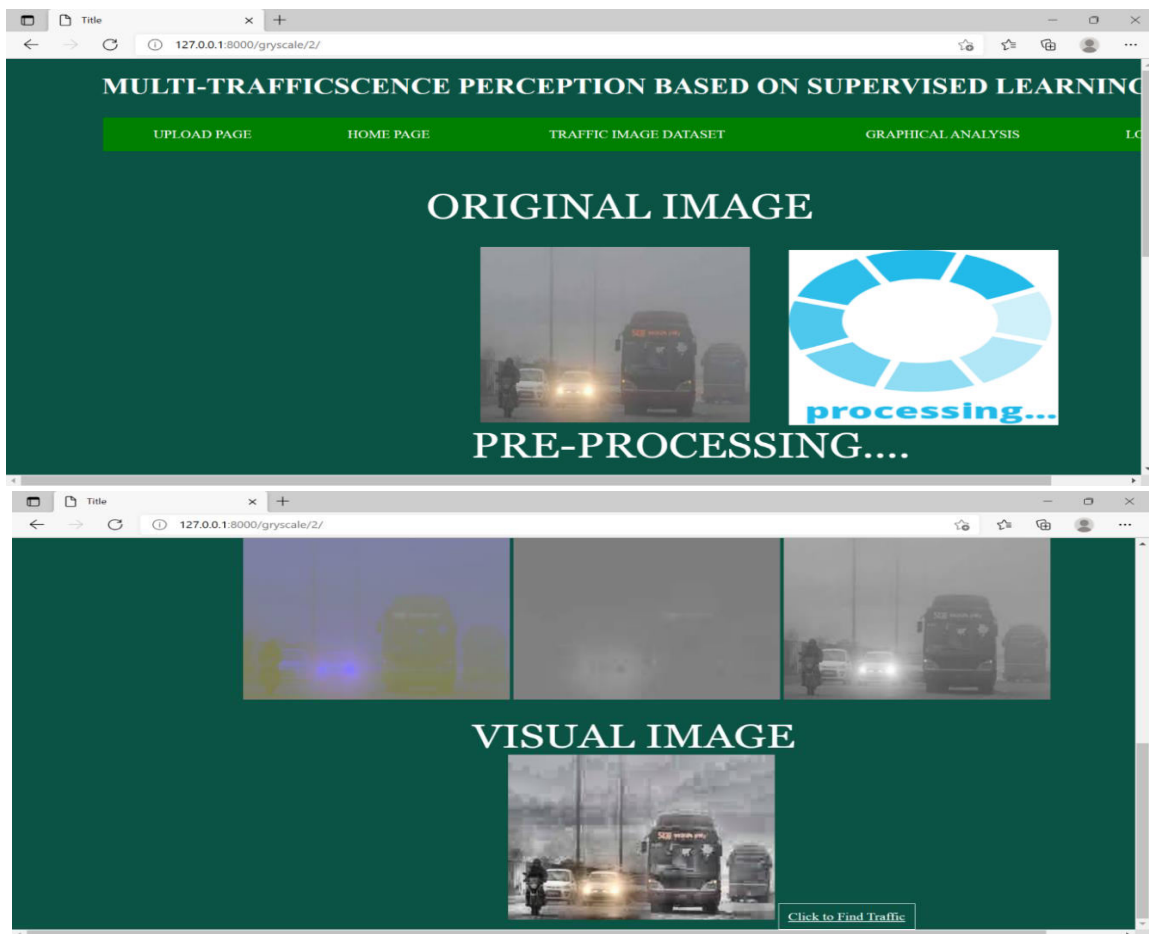 Title
127.0.0.1:8000/gryscale/2/
MULTI-TRAFFICSCENCE PERCEPTION BASED ON SUPERVISED LEARNING
UPLOAD PAGE HOME PAGE TRAFFIC IMAGE DATASET GRAPHICAL ANALYSIS LO
ORIGINAL IMAGE
processing...
PRE-PROCESSING....
Title
127.0.0.1:8000/gryscale/2/
VISUAL IMAGE
Click to Find Traffic